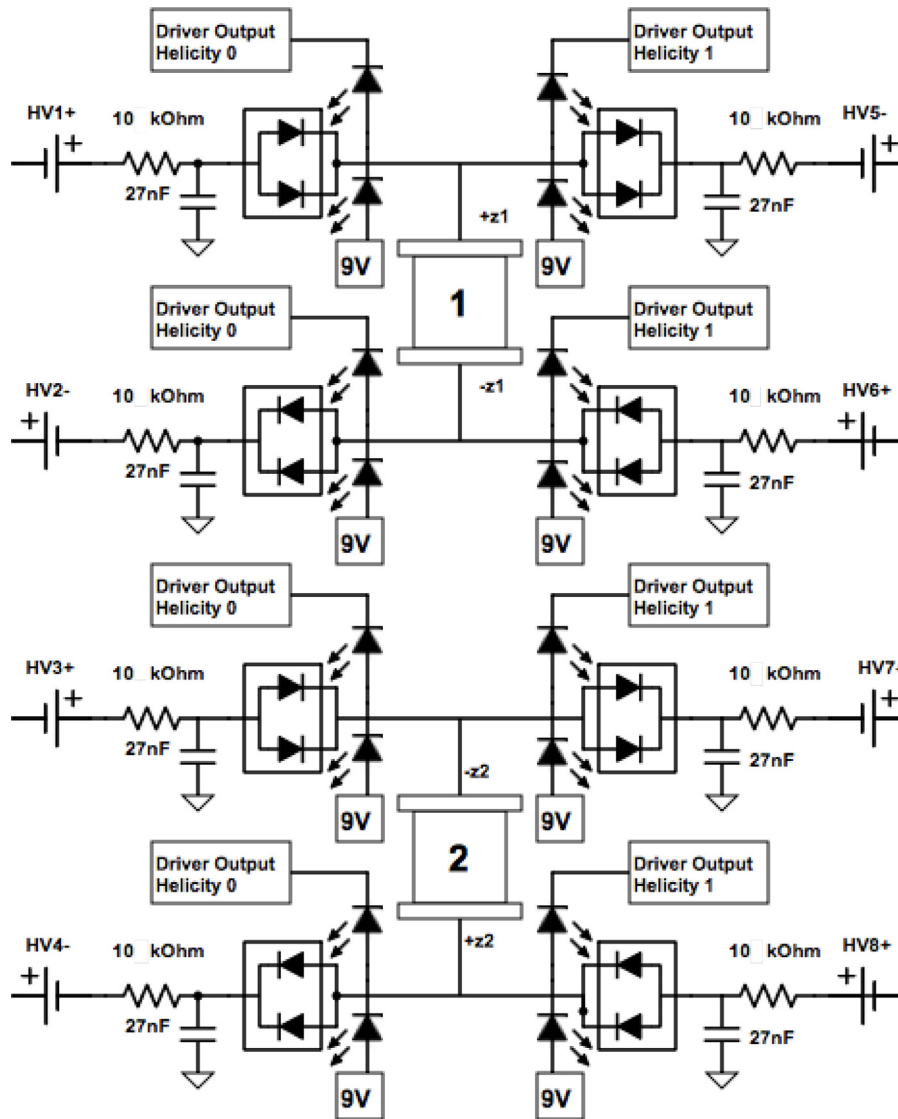 Driver Output
Helicity 0
Driver Output
Helicity 1
HV1+
+
10 kOhm
27nF
10 kOhm
27nF
HV5-
+
+z1
9V
9V
1
Driver Output
Helicity 0
Driver Output
Helicity 1
-z1
HV2-
+
10 kOhm
27nF
10 kOhm
27nF
HV6+
+
9V
9V
Driver Output
Helicity 0
Driver Output
Helicity 1
HV3+
+
10 kOhm
27nF
10 kOhm
27nF
HV7-
+
-z2
9V
9V
2
Driver Output
Helicity 0
Driver Output
Helicity 1
+z2
HV4-
+
10 kOhm
27nF
10 kOhm
27nF
HV8+
+
9V
9V